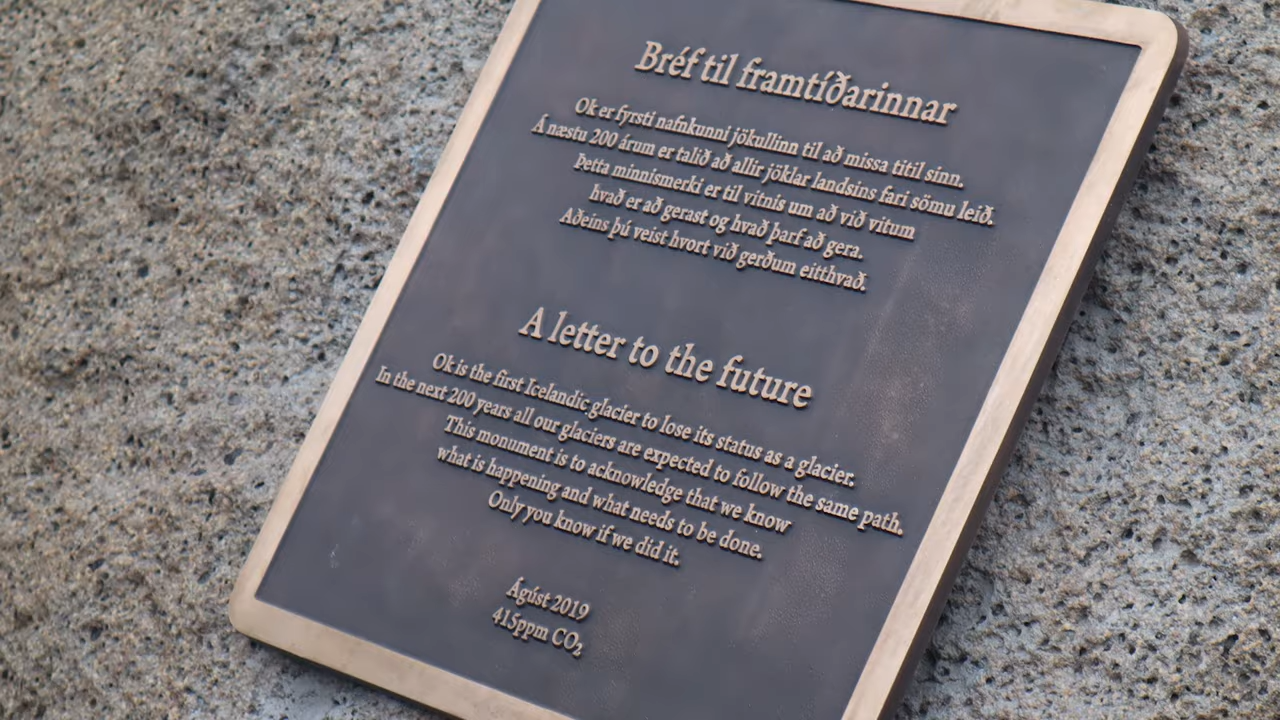 Bréf til framtíðarinnar
Ok er fyrsti nafnkunni jökullinn til að missa titil sinn.
Á næstu 200 árum er talið að allir jöklar landsins fari sömu leið.
Þetta minnismerki er til vitnis um að við vitum
hvað er að gerast og hvað þarf að gera.
Aðeins þú veist hvort við gerðum eitthvað.
A letter to the future
Ok is the first Icelandic glacier to lose its status as a glacier.
In the next 200 years all our glaciers are expected to follow the same path.
This monument is to acknowledge that we know
what is happening and what needs to be done.
Only you know if we did it.
Ágúst 2019
415ppm CO₂